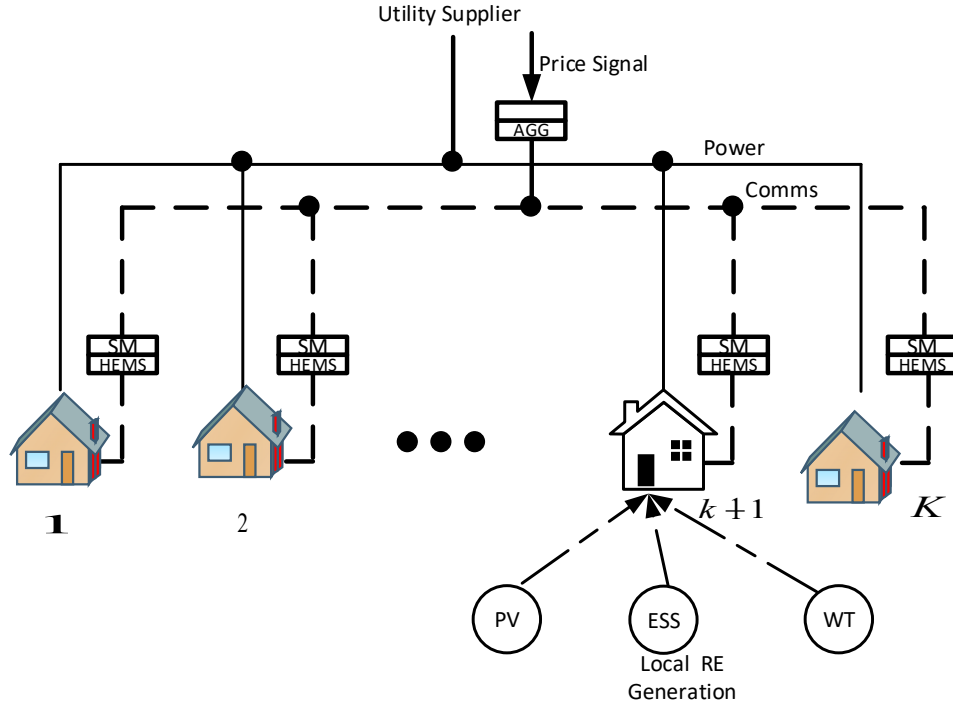 Utility Supplier
Price Signal
AGG
Power
Comms
SM
HEMS
SM
HEMS
SM
HEMS
SM
HEMS
1
2
k+1
K
PV
ESS
WT
Local RE
Generation